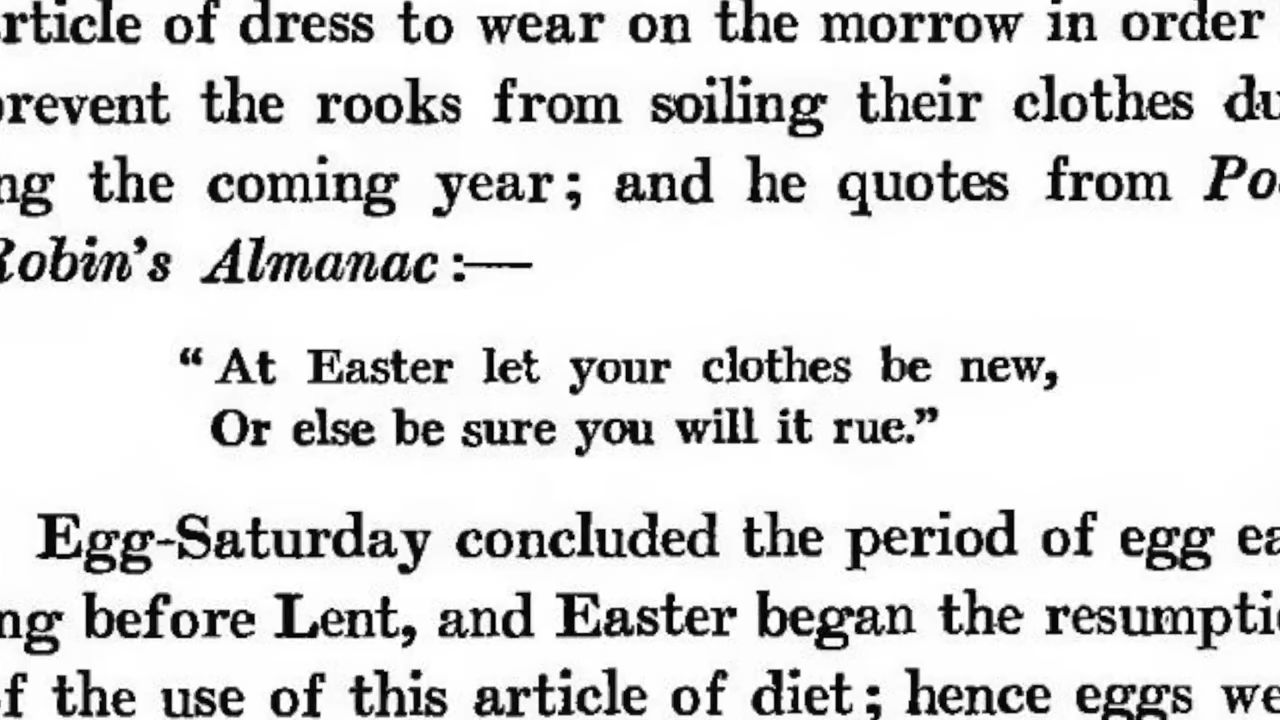 rticle of dress to wear on the morrow in order
prevent the rooks from soiling their clothes du
ng the coming year; and he quotes from Po
Robin's Almanac:—
“At Easter let your clothes be new,
Or else be sure you will it rue.”
Egg-Saturday concluded the period of egg ea
ng before Lent, and Easter began the resumpti
of the use of this article of diet; hence eggs we